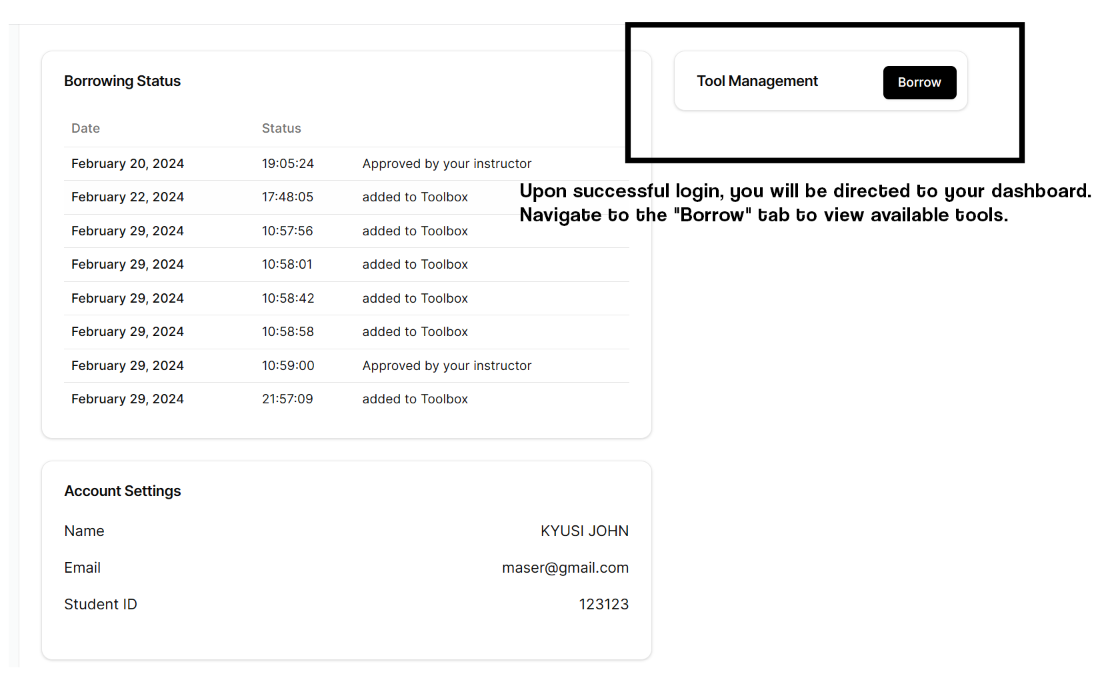 Borrowing Status
Date Status
February 20, 2024 19:05:24 Approved by your instructor
February 22, 2024 17:48:05 added to Toolbox
February 29, 2024 10:57:56 added to Toolbox
February 29, 2024 10:58:01 added to Toolbox
February 29, 2024 10:58:42 added to Toolbox
February 29, 2024 10:58:58 added to Toolbox
February 29, 2024 10:59:00 Approved by your instructor
February 29, 2024 21:57:09 added to Toolbox
Tool Management Borrow
Upon successful login, you will be directed to your dashboard.
Navigate to the "Borrow" tab to view available tools.
Account Settings
Name KYUSI JOHN
Email maser@gmail.com
Student ID 123123